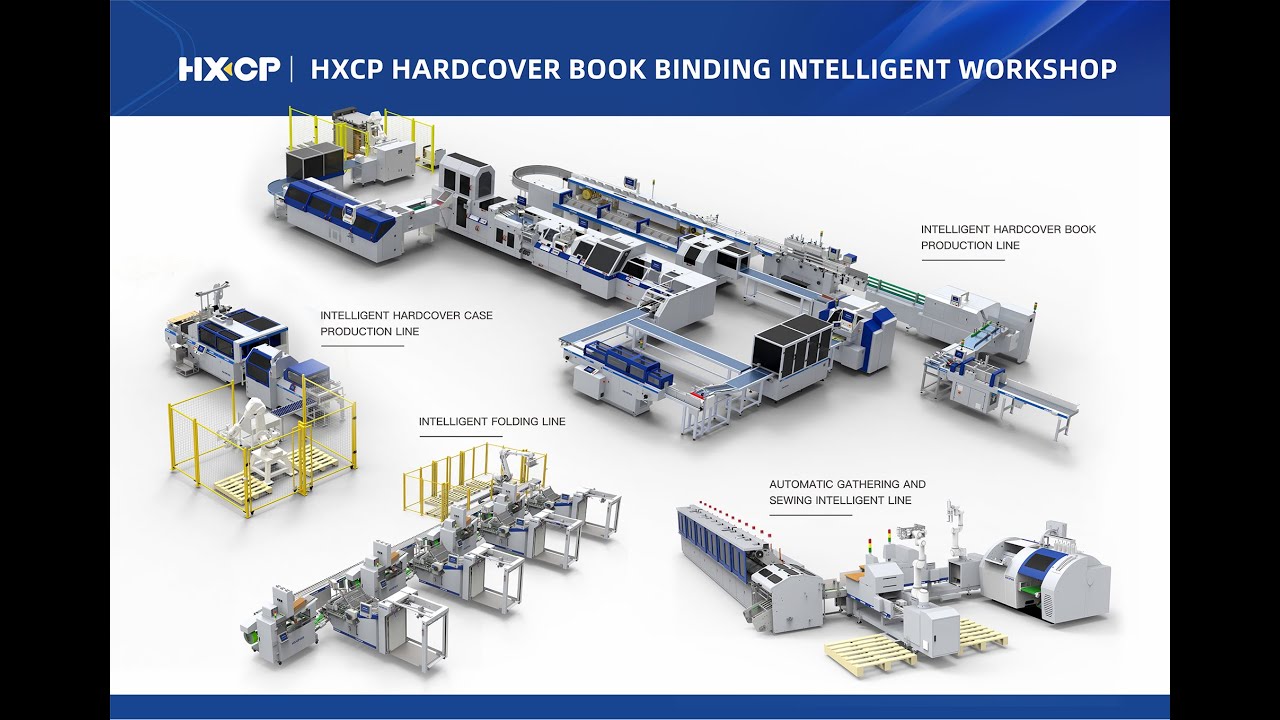 HXCP
HXCP HARDCOVER BOOK BINDING INTELLIGENT WORKSHOP
INTELLIGENT HARDCOVER BOOK
PRODUCTION LINE
INTELLIGENT HARDCOVER CASE
PRODUCTION LINE
INTELLIGENT FOLDING LINE
AUTOMATIC GATHERING AND
SEWING INTELLIGENT LINE